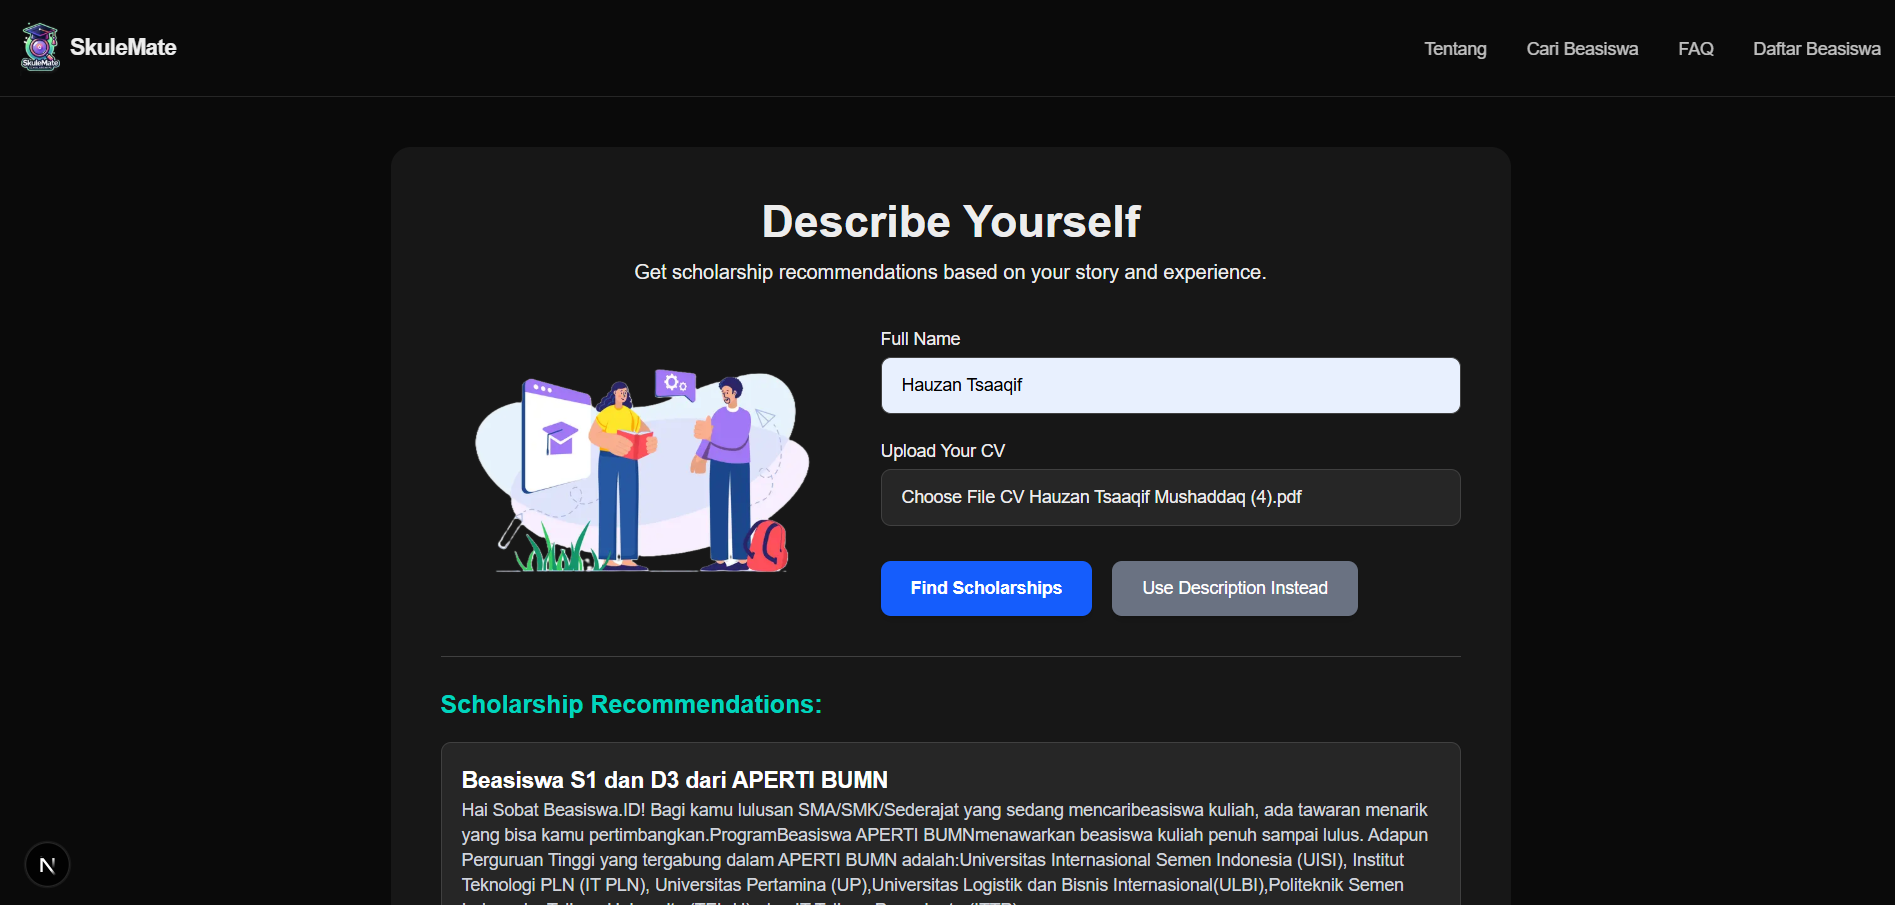 SkuleMate
SkuleMate
Tentang
Cari Beasiswa
FAQ
Daftar Beasiswa
Describe Yourself
Get scholarship recommendations based on your story and experience.
Full Name
Hauzan Tsaaqif
Upload Your CV
Choose File CV Hauzan Tsaaqif Mushaddaq (4).pdf
Find Scholarships
Use Description Instead
Scholarship Recommendations:
Beasiswa S1 dan D3 dari APERTI BUMN
Hai Sobat Beasiswa.ID! Bagi kamu lulusan SMA/SMK/Sederajat yang sedang mencaribeasiswa kuliah, ada tawaran menarik
yang bisa kamu pertimbangkan.ProgramBeasiswa APERTI BUMNmenawarkan beasiswa kuliah penuh sampai lulus. Adapun
Perguruan Tinggi yang tergabung dalam APERTI BUMN adalah:Universitas Internasional Semen Indonesia (UISI), Institut
Teknologi PLN (IT PLN), Universitas Pertamina (UP),Universitas Logistik dan Bisnis Internasional(ULBI),Politeknik Semen
N